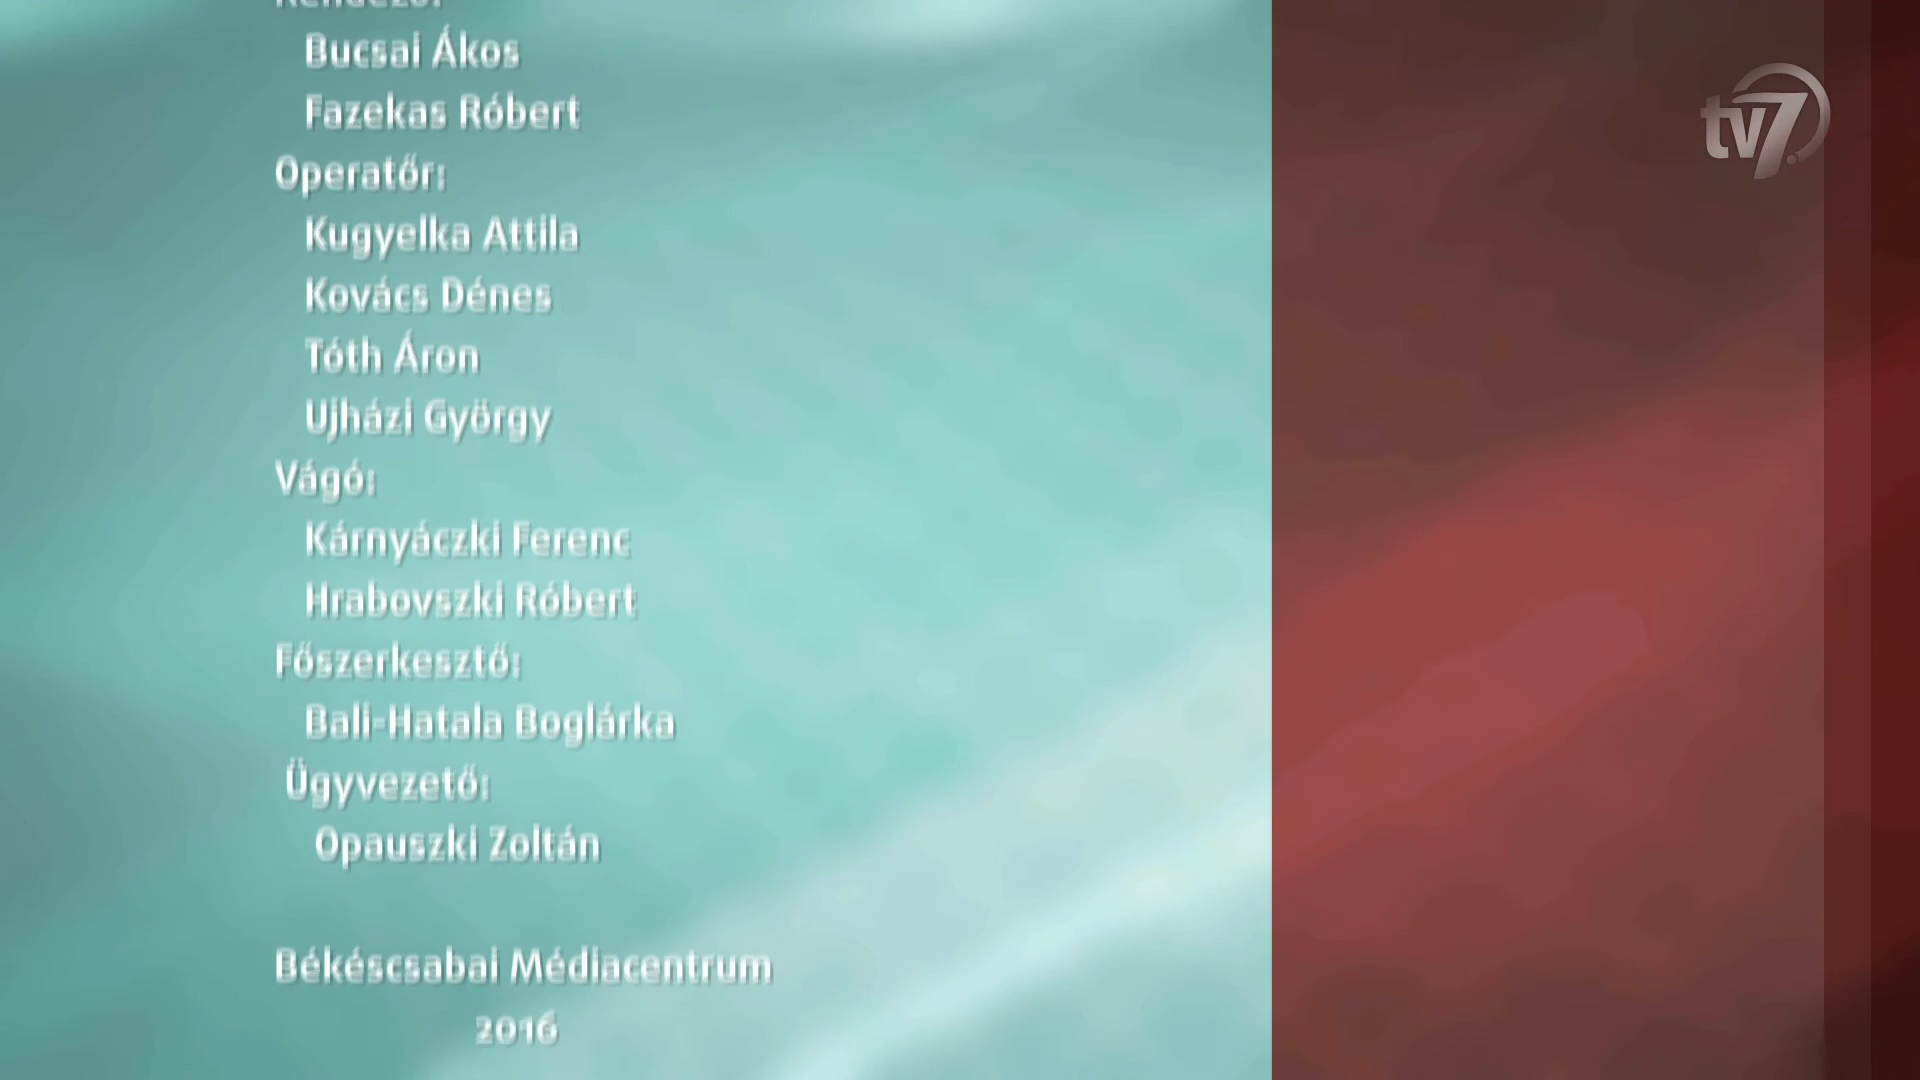 Rendező:
Bucsai Ákos
Fazekas Róbert
Operatőr:
Kugyelka Attila
Kovács Dénes
Tóth Áron
Ujházi György
Vágó:
Kárnyáczki Ferenc
Hrabovszki Róbert
Főszerkesztő:
Bali-Hatala Boglárka
Ügyvezető:
Opauszki Zoltán
Békéscsabai Médiacentrum
2016
tv7.